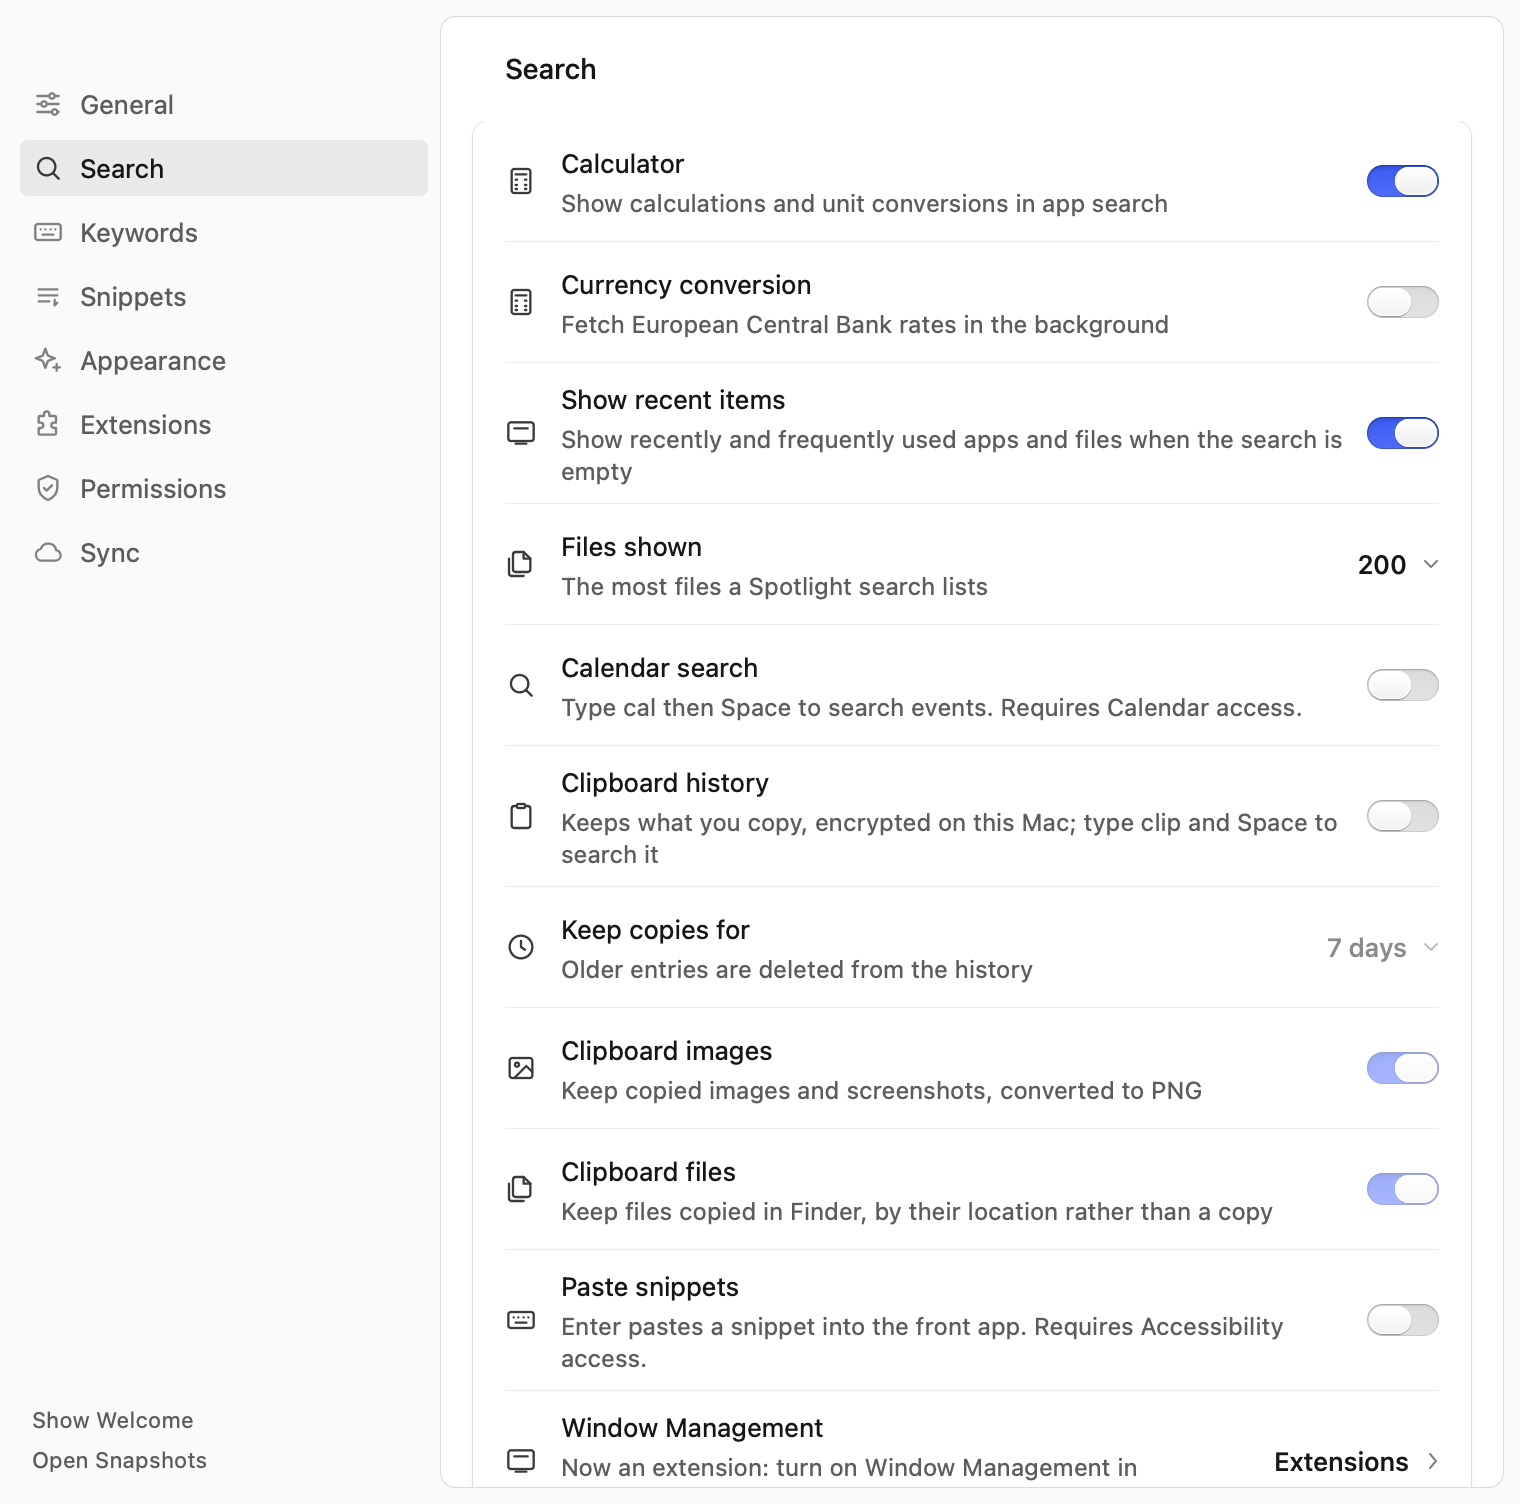 General
Search
Keywords
Snippets
Appearance
Extensions
Permissions
Sync
Show Welcome
Open Snapshots
Search
Calculator
Show calculations and unit conversions in app search
Currency conversion
Fetch European Central Bank rates in the background
Show recent items
Show recently and frequently used apps and files when the search is
empty
Files shown
The most files a Spotlight search lists
200
Calendar search
Type cal then Space to search events. Requires Calendar access.
Clipboard history
Keeps what you copy, encrypted on this Mac; type clip and Space to
search it
Keep copies for
Older entries are deleted from the history
7 days
Clipboard images
Keep copied images and screenshots, converted to PNG
Clipboard files
Keep files copied in Finder, by their location rather than a copy
Paste snippets
Enter pastes a snippet into the front app. Requires Accessibility
access.
Window Management
Now an extension: turn on Window Management in
Extensions